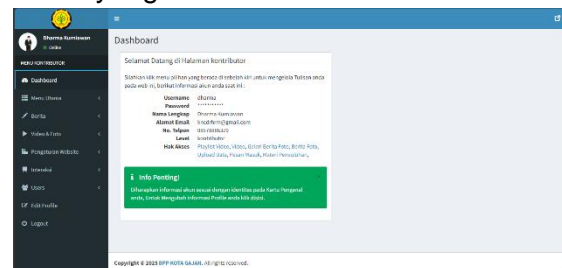 Dharma Kurniawan
Online
MENU KONTRIBUTOR
Dashboard
Menu Utama
Berita
Video & Foto
Pengaturan Website
Interaksi
Users
Edit Profile
Logout
Dashboard
Selamat Datang di Halaman kontributor
Silahkan klik menu pilihan yang berada di sebelah kiri untuk mengelola Tulisan anda
pada web ini, berikut informasi akun anda saat ini :
Username dharma
Password ***********
Nama Lengkap Dharma Kurniawan
Alamat Email
No. Telpon
Level kontributor
Hak Akses Playlist Video, Video, Galeri Berita Foto, Berita Foto,
Upload Data, Pesan Masuk, Materi Penyuluhan,
Info Penting!
Diharapkan informasi akun sesuai dengan identitas pada Kartu Pengenal
anda, Untuk Mengubah informasi Profile anda klik disini.
Copyright © 2025 BPP KOTA GAJAH. All rights reserved.